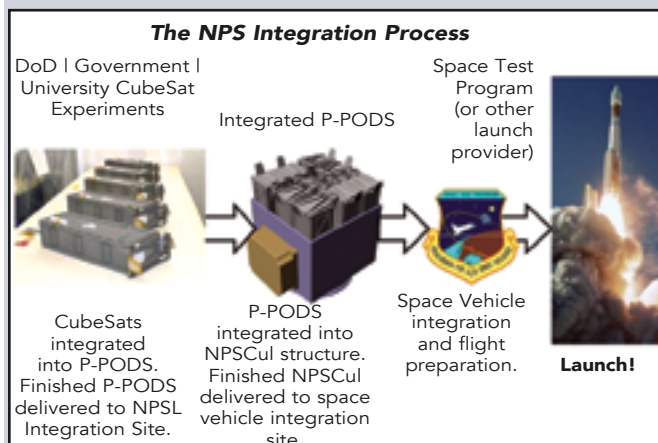 The NPS Integration Process
DoD | Government |
University CubeSat
Experiments
Integrated P-PODS
Space Test
Program
(or other
launch
provider)
CubeSats
integrated
into P-PODS.
Finished P-PODS
delivered to NPSL
Integration Site.
P-PODS
integrated into
NPSCul structure.
Finished NPSCul
delivered to space
vehicle integration
site
Space Vehicle
integration
and flight
preparation.
Launch!